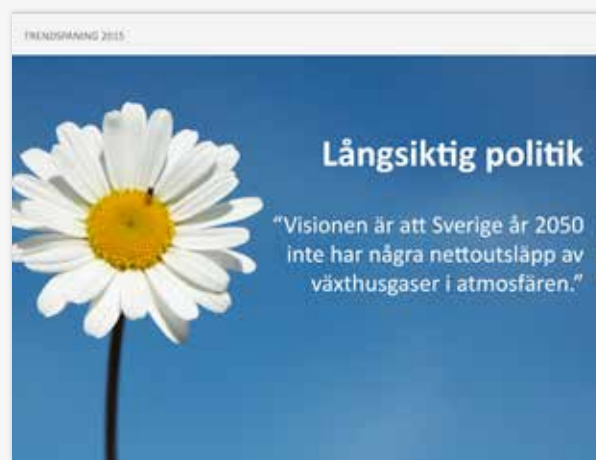 TRENDSPANING 2015
Långsiktig politik
“Visionen är att Sverige år 2050
inte har några nettoutsläpp av
växthusgaser i atmosfären.”